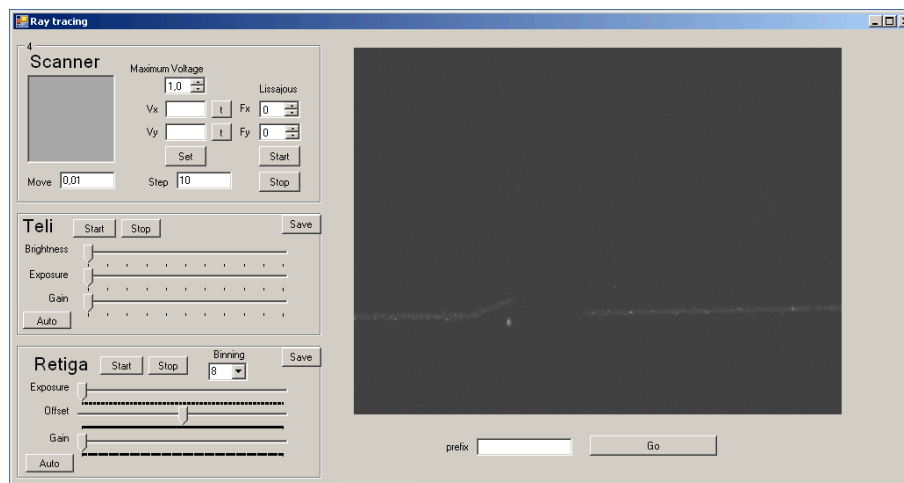 Ray tracing
4
Scanner
Maximum Voltage
1,0
Lissajous
Vx t Fx 0
Vy t Fy 0
Set Start
Move 0,01 Step 10 Stop
Teli Start Stop Save
Brightness
Exposure
Gain
Auto
Retiga Start Stop Binning 8 Save
Exposure
Offset
Gain
Auto
prefix Go